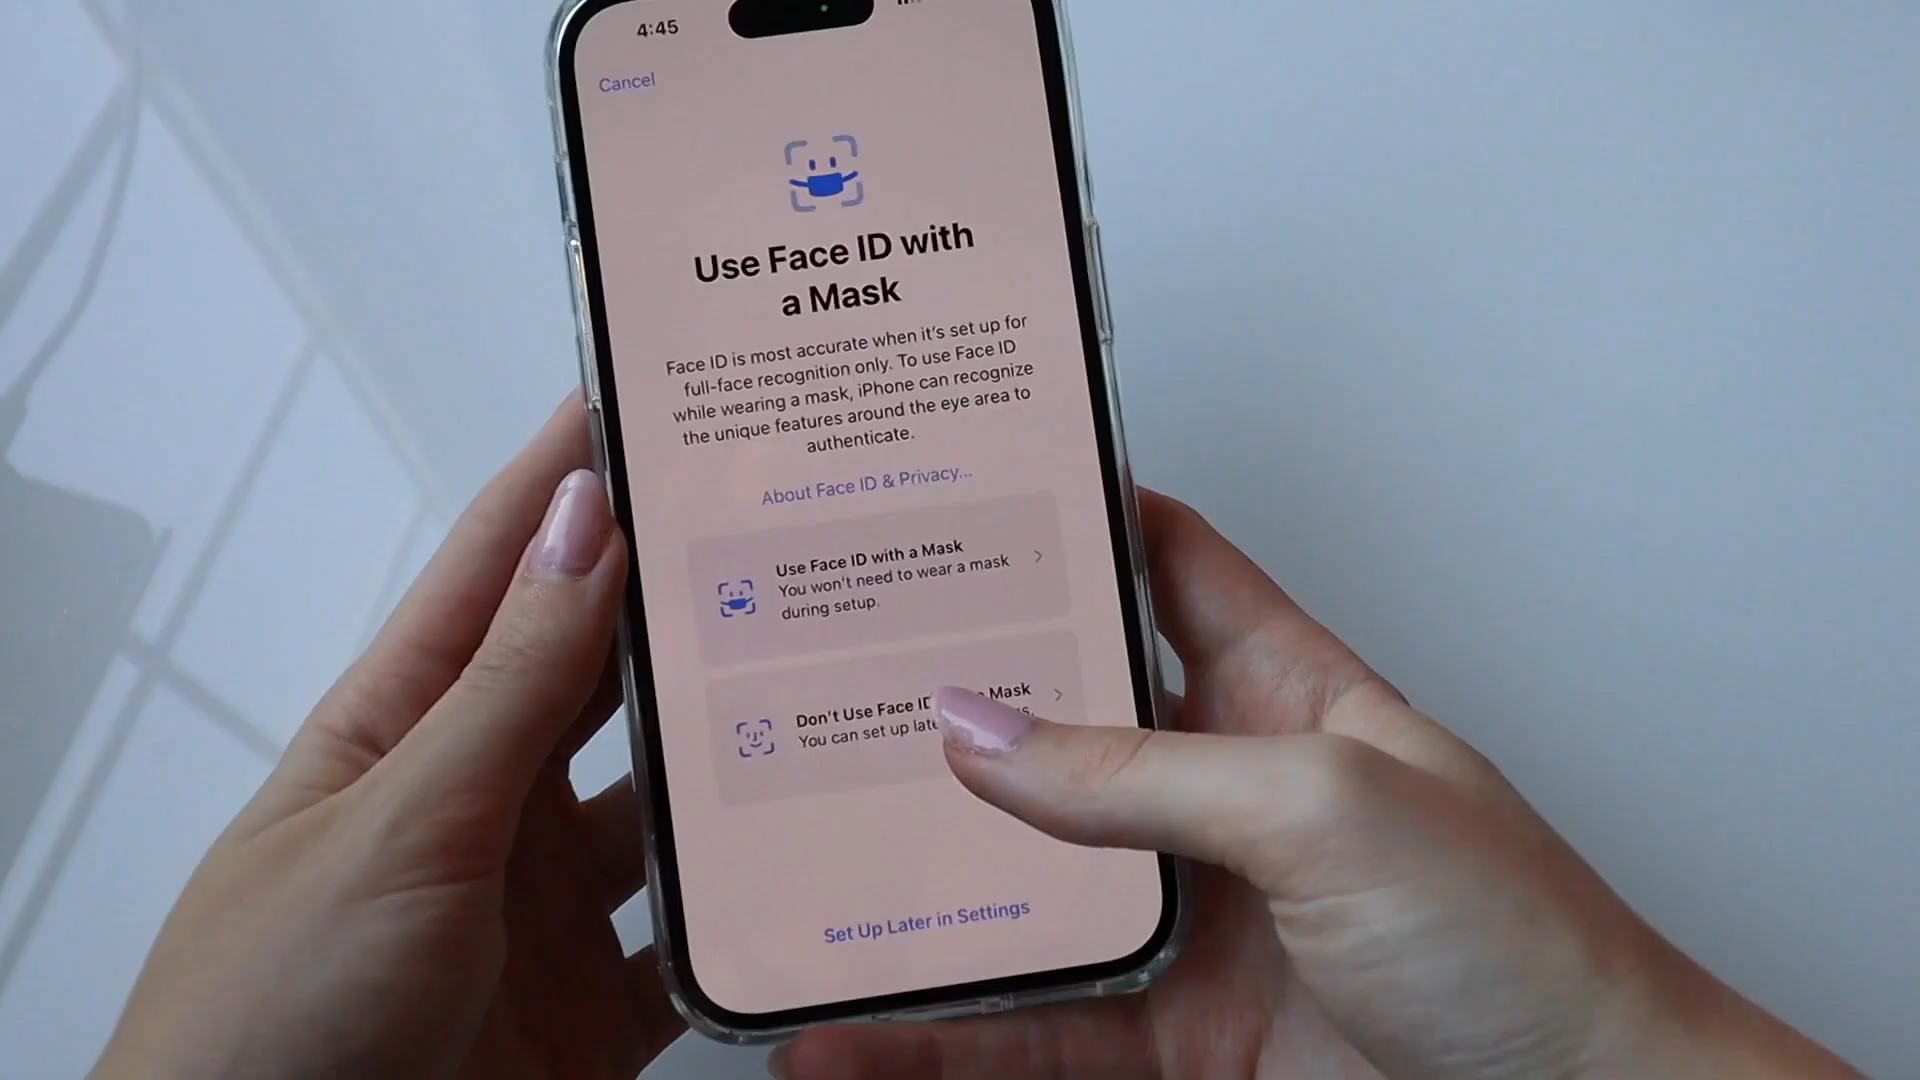 4:45
Cancel
Use Face ID with
a Mask
Face ID is most accurate when it's set up for
full-face recognition only. To use Face ID
while wearing a mask, iPhone can recognize
the unique features around the eye area to
authenticate.
About Face ID & Privacy...
Use Face ID with a Mask
You won't need to wear a mask
during setup.
Don't Use Face ID Mask
You can set up
Set Up Later in Settings